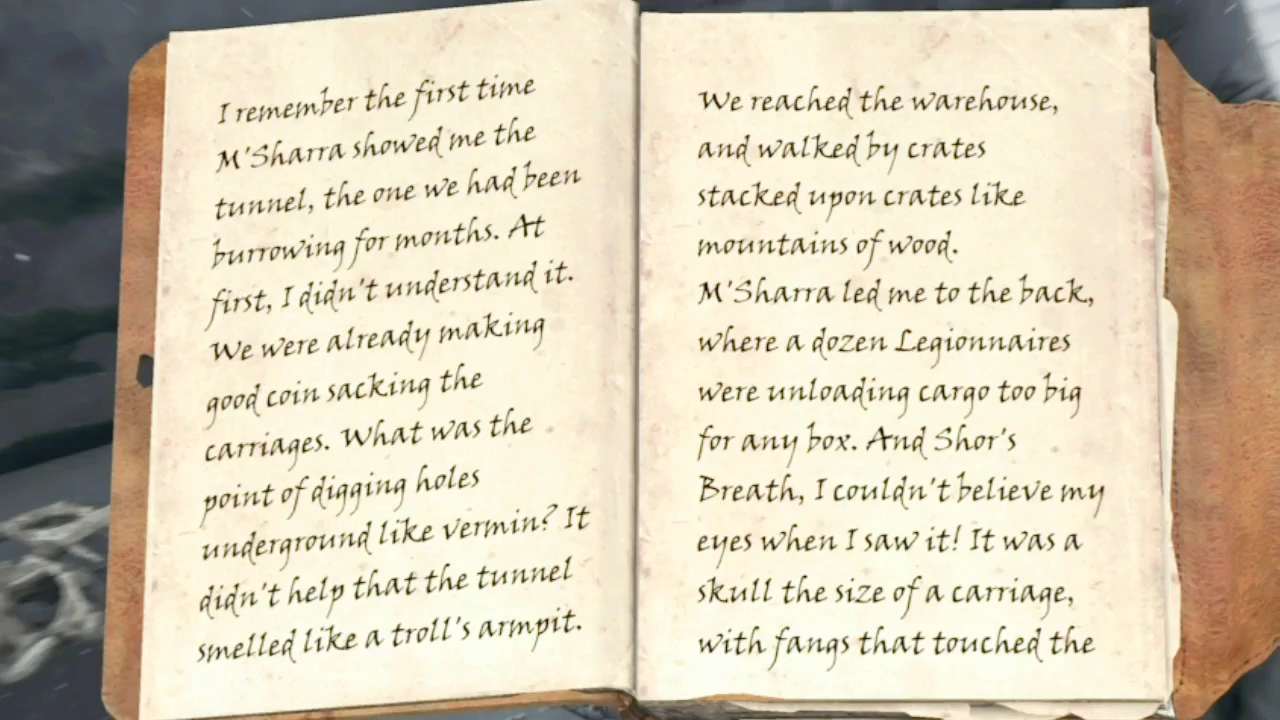 I remember the first time
M'Sharra showed me the
tunnel, the one we had been
burrowing for months. At
first, I didn't understand it.
We were already making
good coin sacking the
carriages. What was the
point of digging holes
underground like vermin? It
didn't help that the tunnel
smelled like a troll's armpit.
We reached the warehouse,
and walked by crates
stacked upon crates like
mountains of wood.
M'Sharra led me to the back,
where a dozen Legionnaires
were unloading cargo too big
for any box. And Shor's
Breath, I couldn't believe my
eyes when I saw it! It was a
skull the size of a carriage,
with fangs that touched the